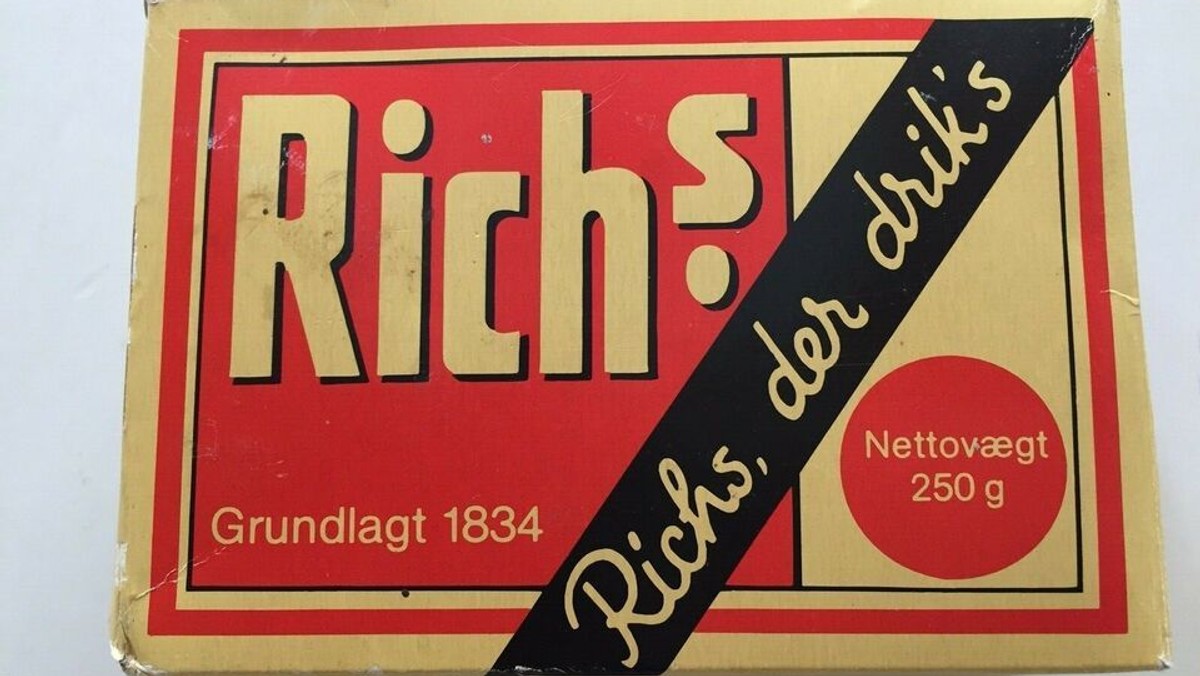 Richs.
Grundlagt 1834
Richs, der drik's
Nettovægt
250 g